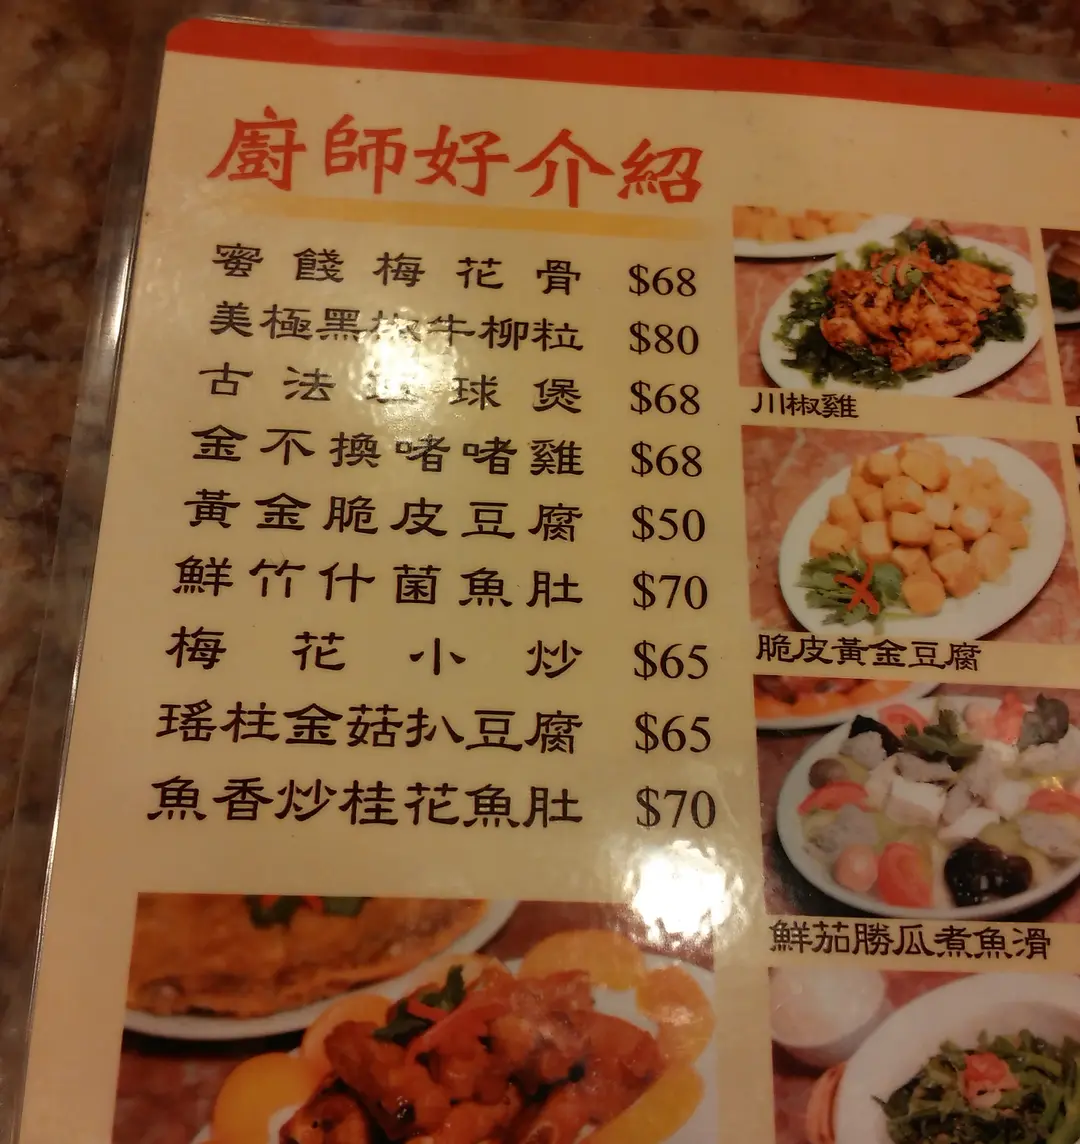 廚師好介紹
蜜餞梅花骨 $68
美極黑椒牛柳粒 $80
古法 球煲 $68
金不換啫啫雞 $68
黃金脆皮豆腐 $50
鮮竹什菌魚肚 $70
梅花小炒 $65
瑤柱金菇扒豆腐 $65
魚香炒桂花魚肚 $70
川椒雞
脆皮黃金豆腐
鮮茄勝瓜煮魚滑